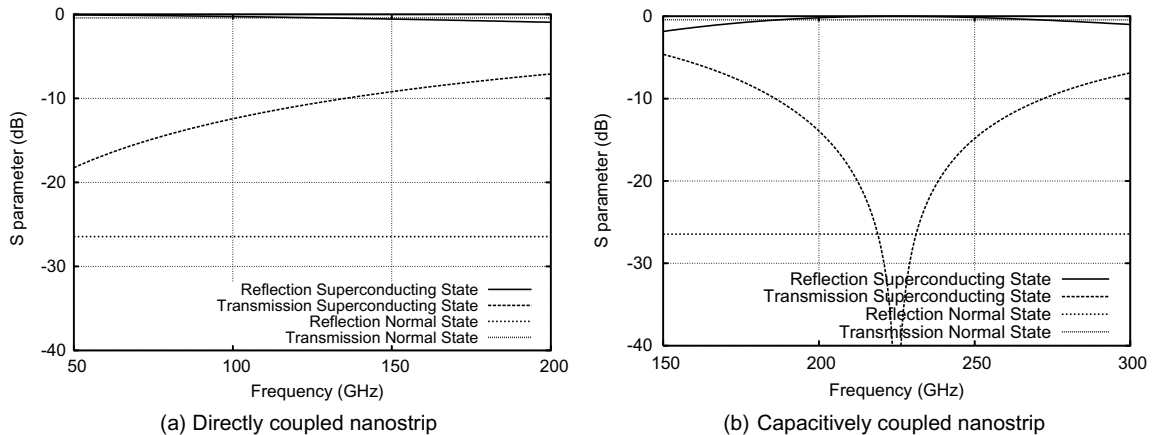 0
-10
-20
-30
-40
S parameter (dB)
Reflection Superconducting State
Transmission Superconducting State
Reflection Normal State
Transmission Normal State
50
100
150
200
Frequency (GHz)
(a) Directly coupled nanostrip
0
-10
-20
-30
-40
S parameter (dB)
Reflection Superconducting State
Transmission Superconducting State
Reflection Normal State
Transmission Normal State
150
200
250
300
Frequency (GHz)
(b) Capacitively coupled nanostrip